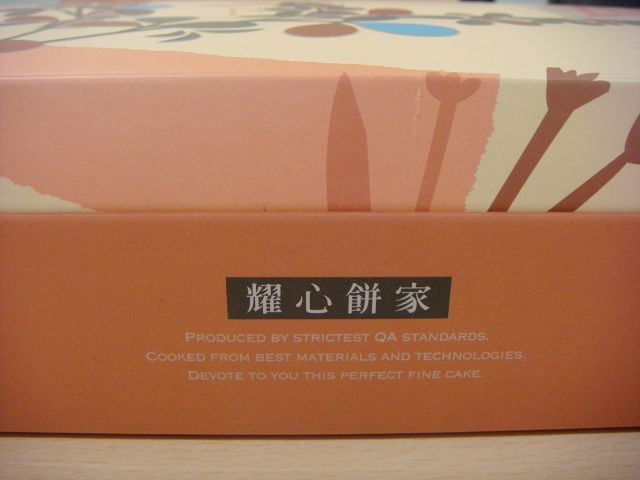 耀心餅家
PRODUCED BY STRICTEST QA STANDARDS.
COOKED FROM BEST MATERIALS AND TECHNOLOGIES.
DEVOTE TO YOU THIS PERFECT FINE CAKE.